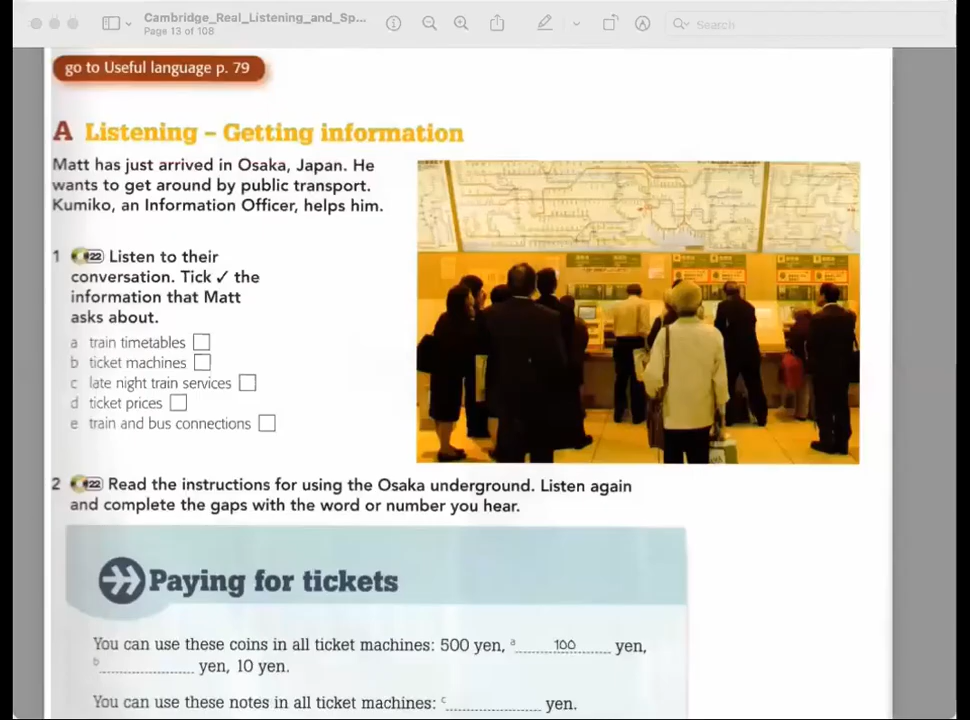 Cambridge_Real_Listening_and_Sp...
Page 13 of 108
Search
go to Useful language p. 79
A Listening – Getting information
Matt has just arrived in Osaka, Japan. He
wants to get around by public transport.
Kumiko, an Information Officer, helps him.
1 22 Listen to their
conversation. Tick ✓ the
information that Matt
asks about.
a train timetables
b ticket machines
c late night train services
d ticket prices
e train and bus connections
2 22 Read the instructions for using the Osaka underground. Listen again
and complete the gaps with the word or number you hear.
Paying for tickets
You can use these coins in all ticket machines: 500 yen, a 100 yen,
b yen, 10 yen.
You can use these notes in all ticket machines: c yen.